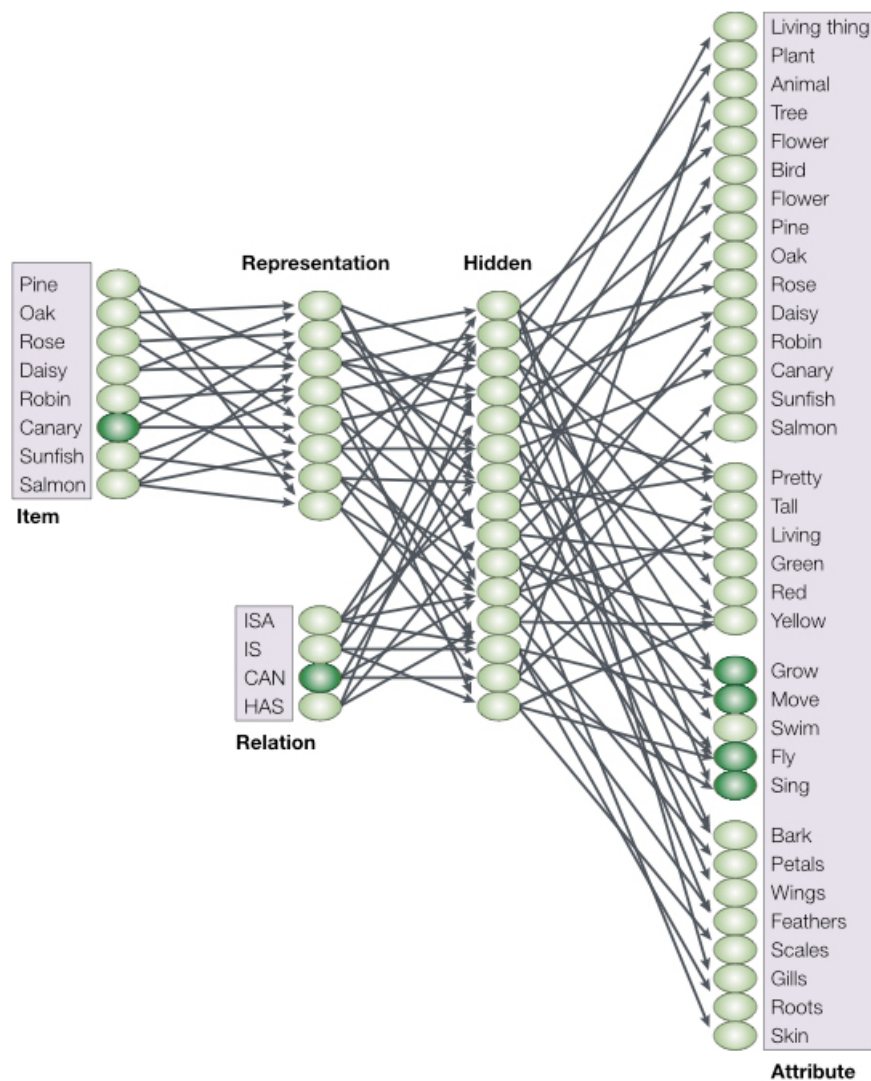 Representation
Hidden
Pine
Oak
Rose
Daisy
Robin
Canary
Sunfish
Salmon
Item
ISA
IS
CAN
HAS
Relation
Living thing
Plant
Animal
Tree
Flower
Bird
Flower
Pine
Oak
Rose
Daisy
Robin
Canary
Sunfish
Salmon
Pretty
Tall
Living
Green
Red
Yellow
Grow
Move
Swim
Fly
Sing
Bark
Petals
Wings
Feathers
Scales
Gills
Roots
Skin
Attribute